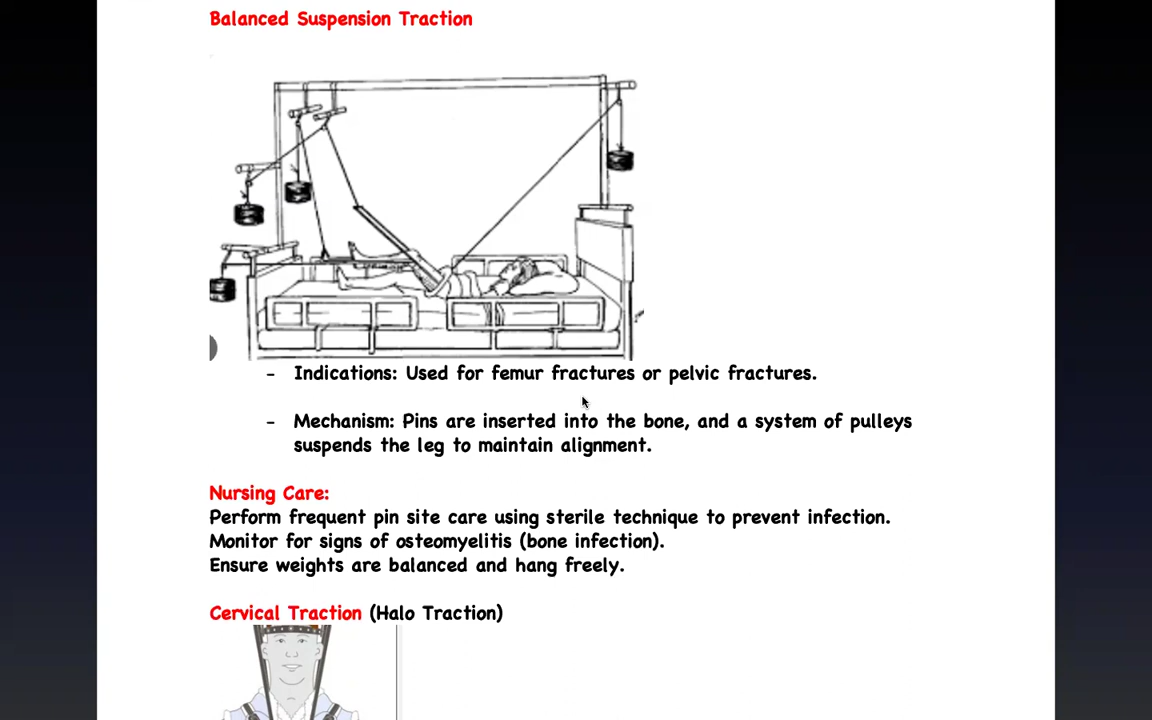 Balanced Suspension Traction
- Indications: Used for femur fractures or pelvic fractures.
- Mechanism: Pins are inserted into the bone, and a system of pulleys
suspends the leg to maintain alignment.
Nursing Care:
Perform frequent pin site care using sterile technique to prevent infection.
Monitor for signs of osteomyelitis (bone infection).
Ensure weights are balanced and hang freely.
Cervical Traction (Halo Traction)